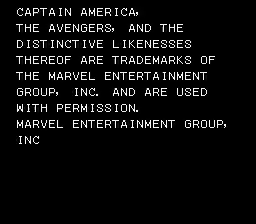 CAPTAIN AMERICA,
THE AVENGERS, AND THE
DISTINCTIVE LIKENESSES
THEREOF ARE TRADEMARKS OF
THE MARVEL ENTERTAINMENT
GROUP, INC. AND ARE USED
WITH PERMISSION.
MARVEL ENTERTAINMENT GROUP,
INC